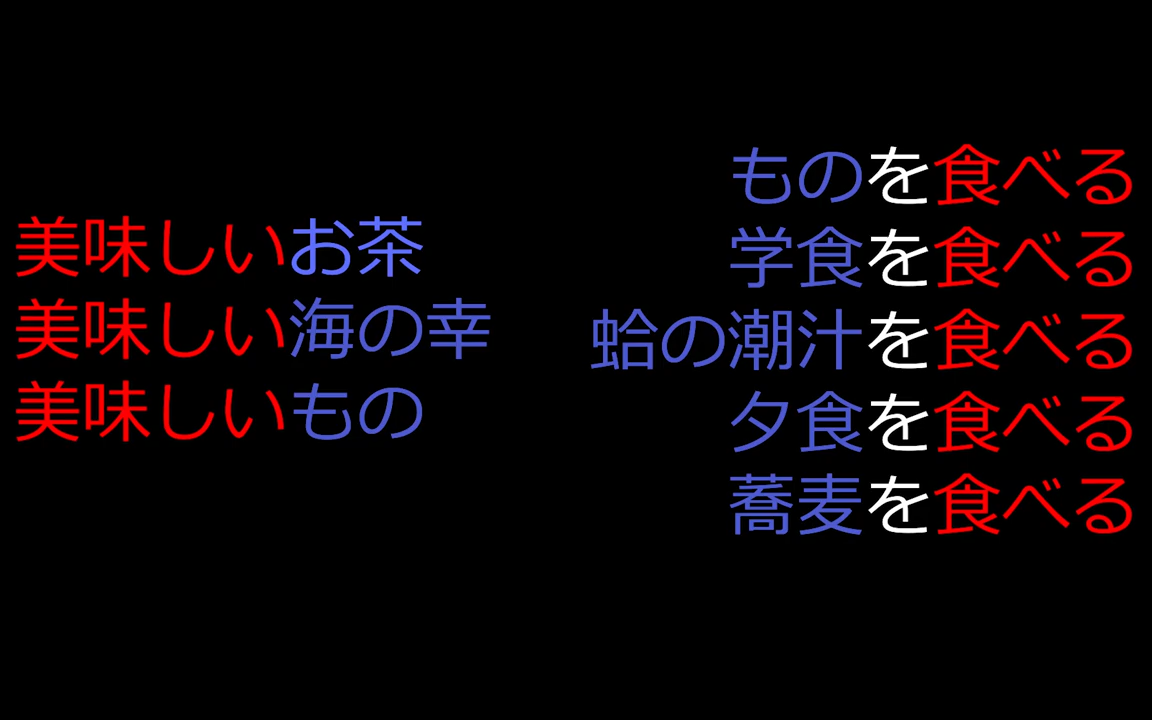 美味しいお茶
美味しい海の幸
美味しいもの
ものを食べる
学食を食べる
蛤の潮汁を食べる
夕食を食べる
蕎麦を食べる